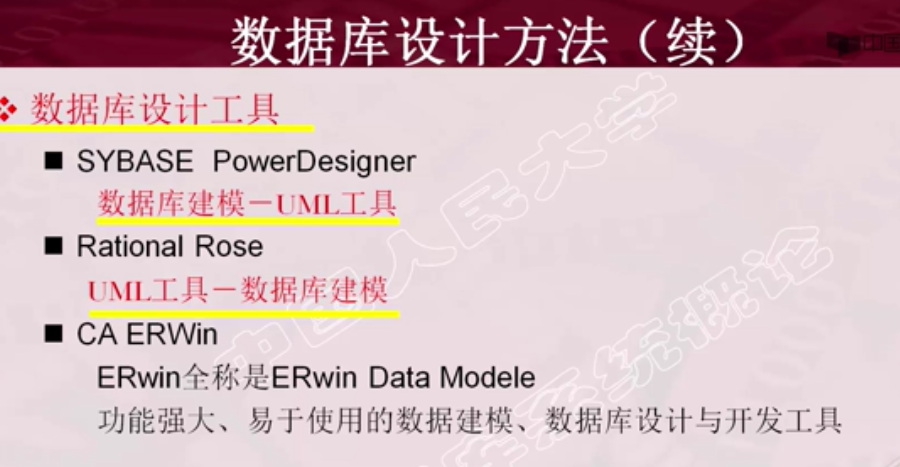 数据库设计方法（续）
中国
数据库设计工具
SYBASE PowerDesigner
数据库建模－UML工具
Rational Rose
UML工具－数据库建模
CA ERWin
ERwin全称是ERwin Data Modele
功能强大、易于使用的数据建模、数据库设计与开发工具
中国人民大学
库系统概论